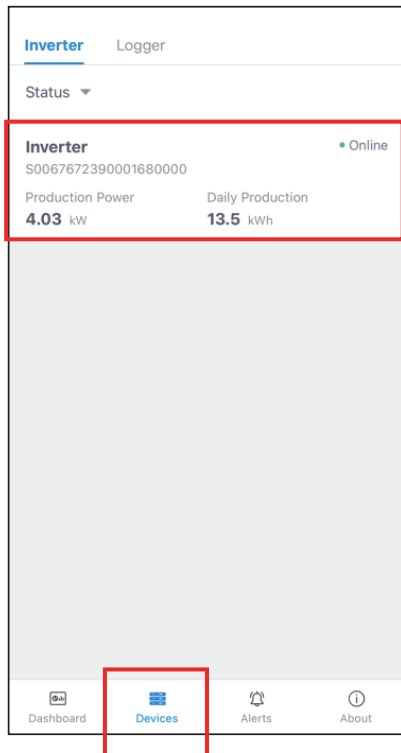 Inverter Logger
Status
Inverter Online
S0067672390001680000
Production Power Daily Production
4.03 kW 13.5 kWh
Dashboard Devices Alerts About